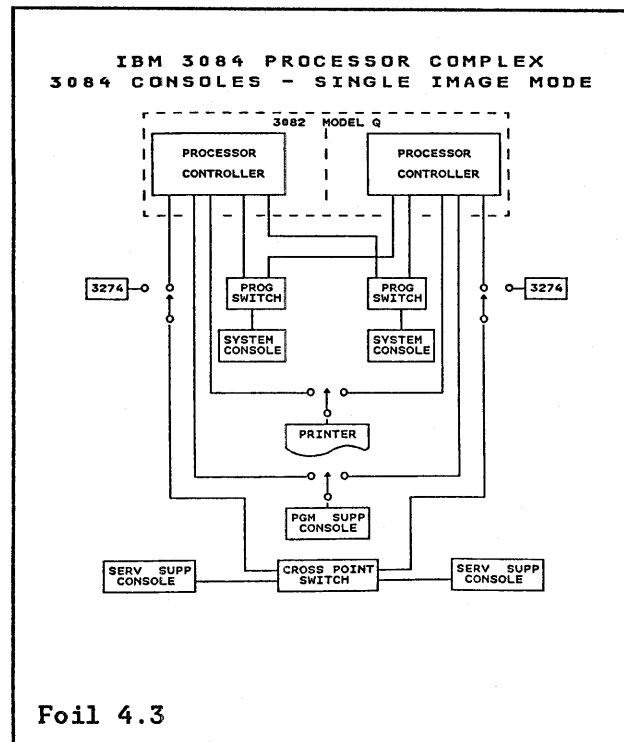 IBM 3084 PROCESSOR COMPLEX
3084 CONSOLES - SINGLE IMAGE MODE
3082 MODEL Q
PROCESSOR
CONTROLLER
PROCESSOR
CONTROLLER
3274
PROG
SWITCH
PROG
SWITCH
3274
SYSTEM
CONSOLE
SYSTEM
CONSOLE
PRINTER
PGM SUPP
CONSOLE
SERV SUPP
CONSOLE
CROSS POINT
SWITCH
SERV SUPP
CONSOLE
Foil 4.3